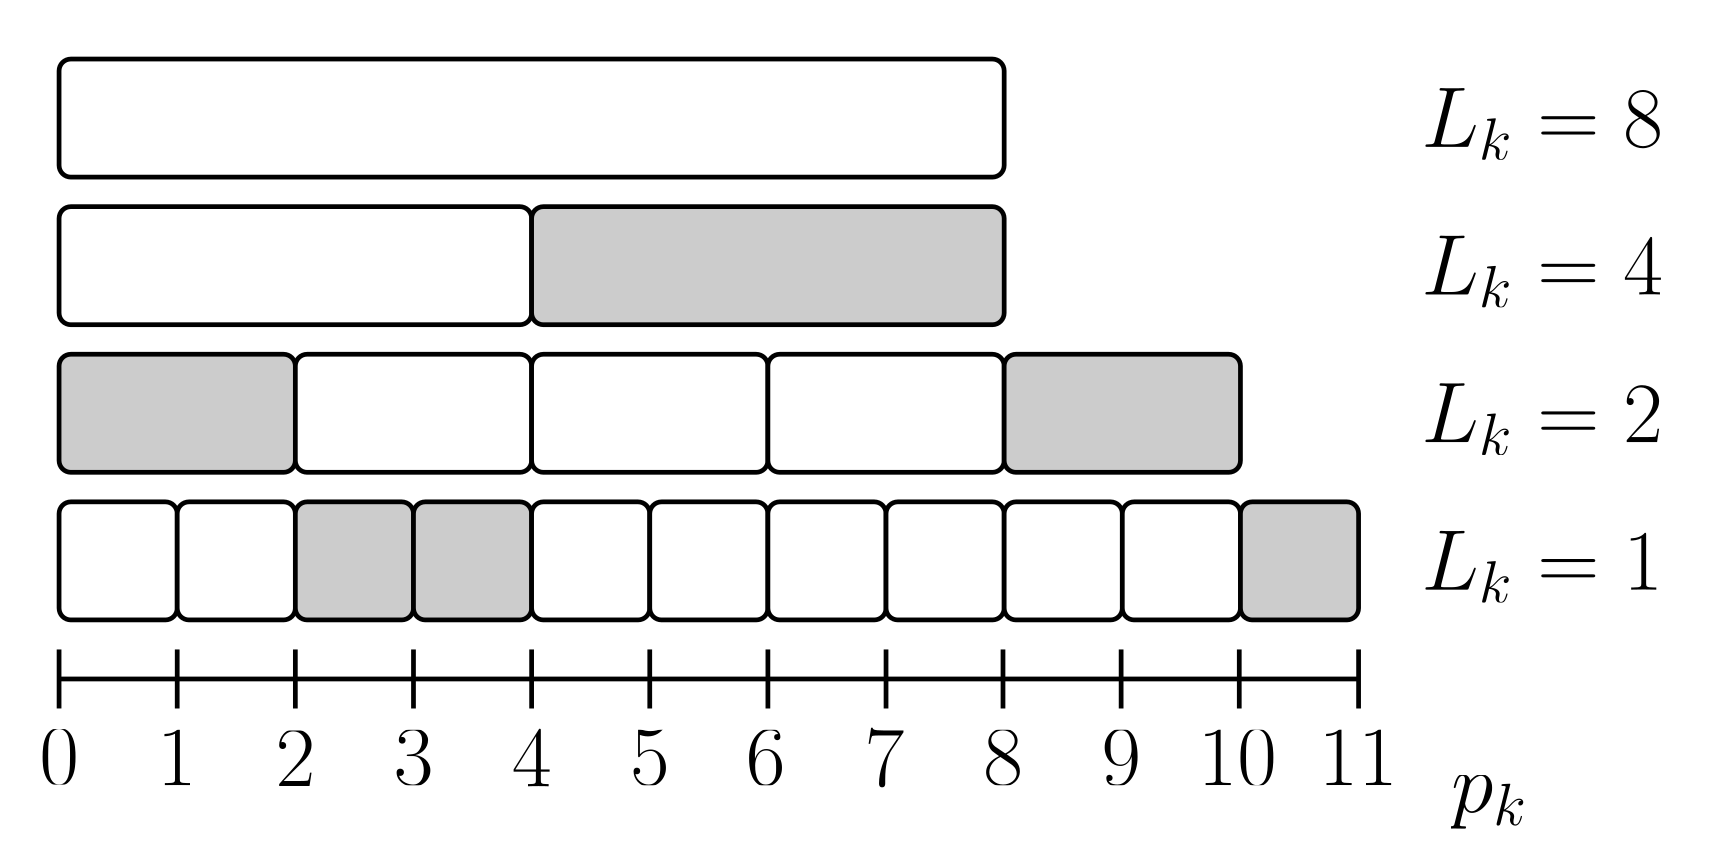 L_k = 8
L_k = 4
L_k = 2
L_k = 1
0 1 2 3 4 5 6 7 8 9 10 11
p_k